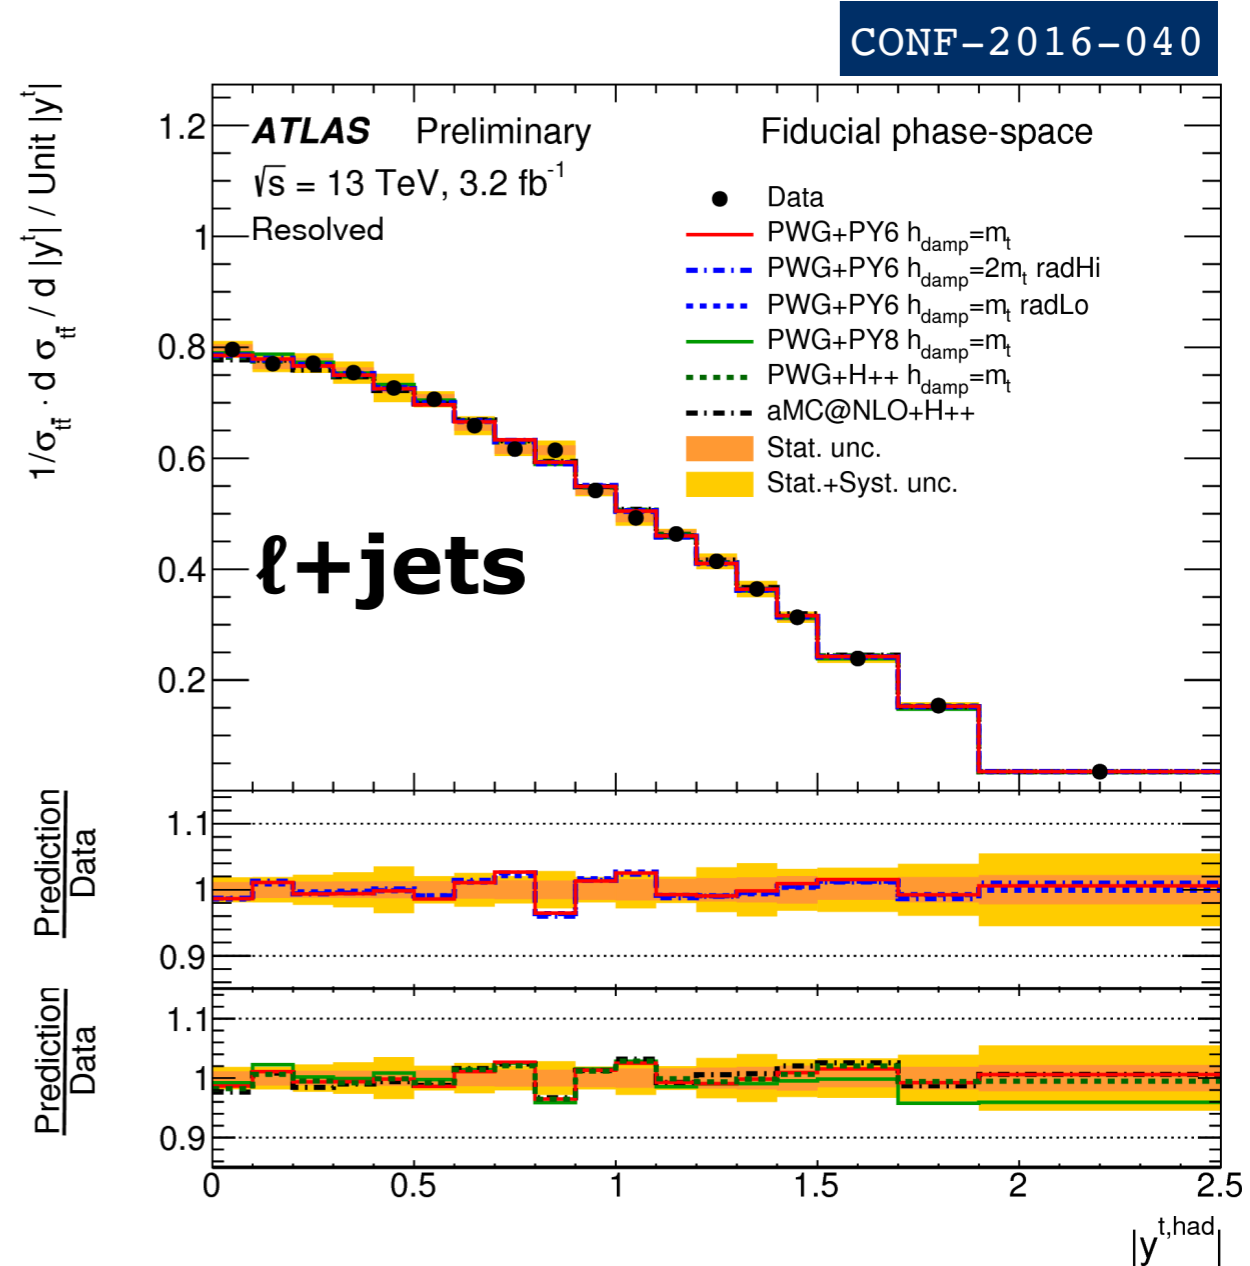 CONF-2016-040
1/σtt̄ · d σtt̄ / d |y^t| / Unit |y^t|
ATLAS Preliminary
Fiducial phase-space
√s = 13 TeV, 3.2 fb^-1
Resolved
Data
PWG+PY6 h_damp=m_t
PWG+PY6 h_damp=2m_t radHi
PWG+PY6 h_damp=m_t radLo
PWG+PY8 h_damp=m_t
PWG+H++ h_damp=m_t
aMC@NLO+H++
Stat. unc.
Stat.+Syst. unc.
ℓ+jets
1.2
1
0.8
0.6
0.4
0.2
Prediction
Data
1.1
1
0.9
Prediction
Data
1.1
1
0.9
0 0.5 1 1.5 2 2.5
|y^t,had|